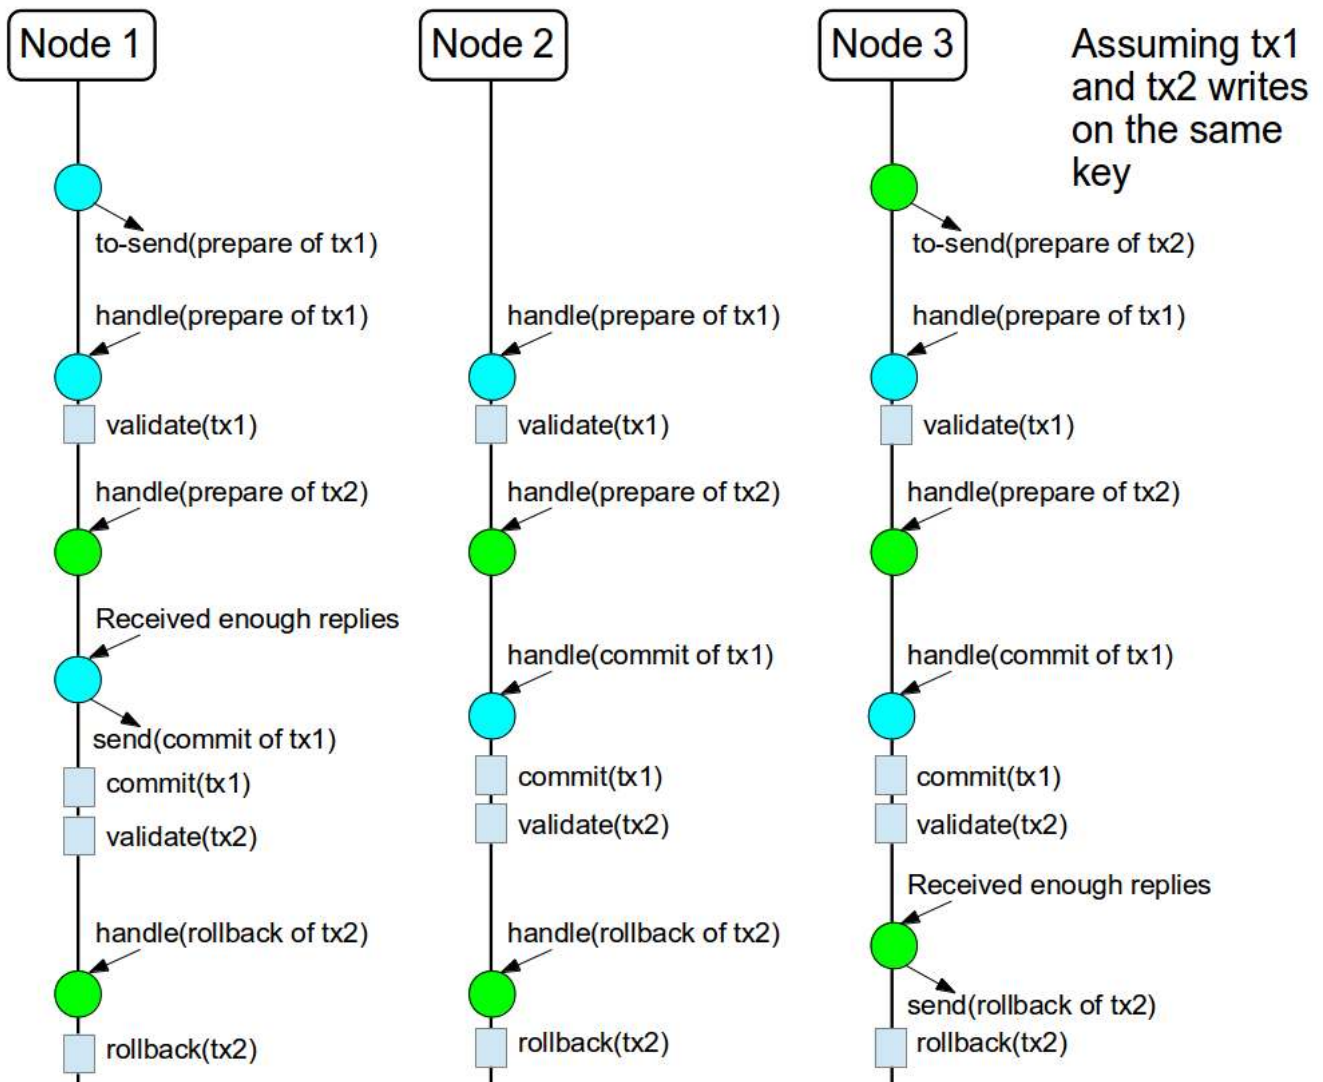 Node 1
Node 2
Node 3
Assuming tx1
and tx2 writes
on the same
key
to-send(prepare of tx1)
to-send(prepare of tx2)
handle(prepare of tx1)
handle(prepare of tx1)
handle(prepare of tx1)
validate(tx1)
validate(tx1)
validate(tx1)
handle(prepare of tx2)
handle(prepare of tx2)
handle(prepare of tx2)
Received enough replies
handle(commit of tx1)
handle(commit of tx1)
send(commit of tx1)
commit(tx1)
commit(tx1)
commit(tx1)
validate(tx2)
validate(tx2)
validate(tx2)
Received enough replies
handle(rollback of tx2)
handle(rollback of tx2)
send(rollback of tx2)
rollback(tx2)
rollback(tx2)
rollback(tx2)